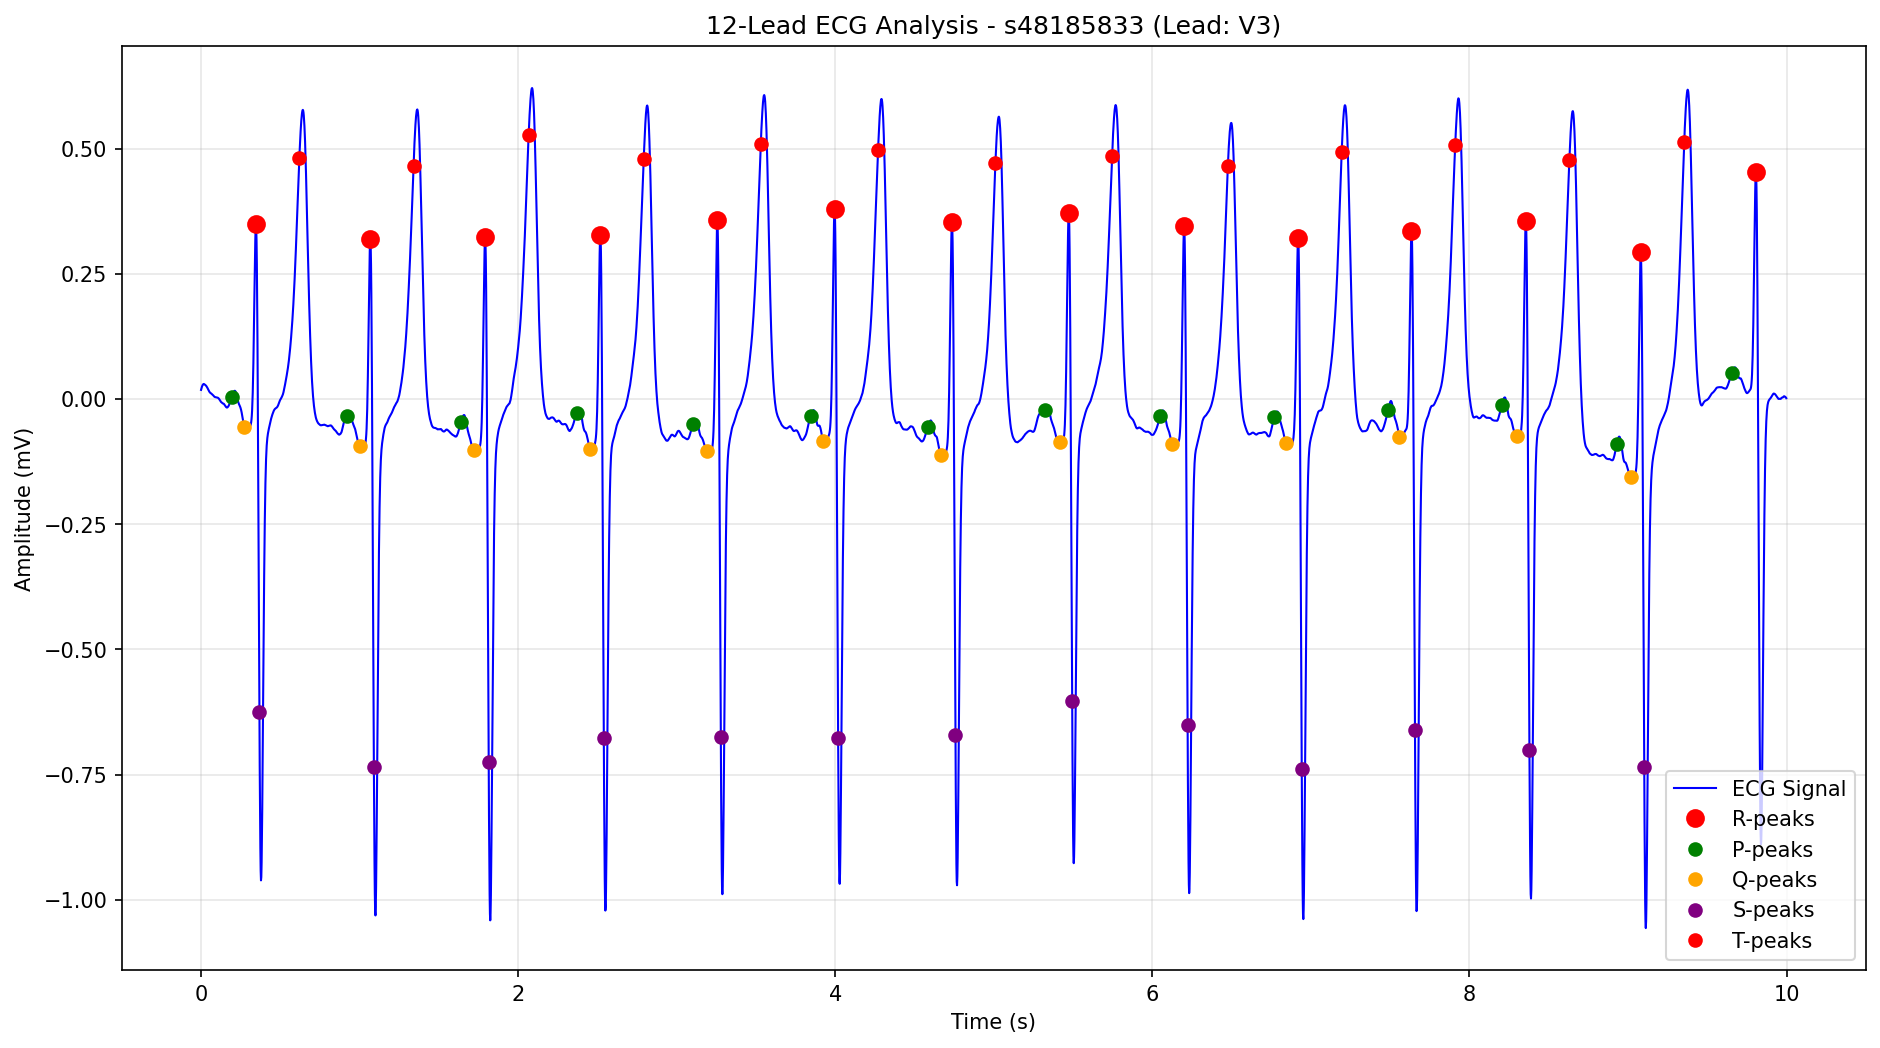 12-Lead ECG Analysis - s48185833 (Lead: V3)
Amplitude (mV)
0.50
0.25
0.00
−0.25
−0.50
−0.75
−1.00
ECG Signal
R-peaks
P-peaks
Q-peaks
S-peaks
T-peaks
0 2 4 6 8 10
Time (s)